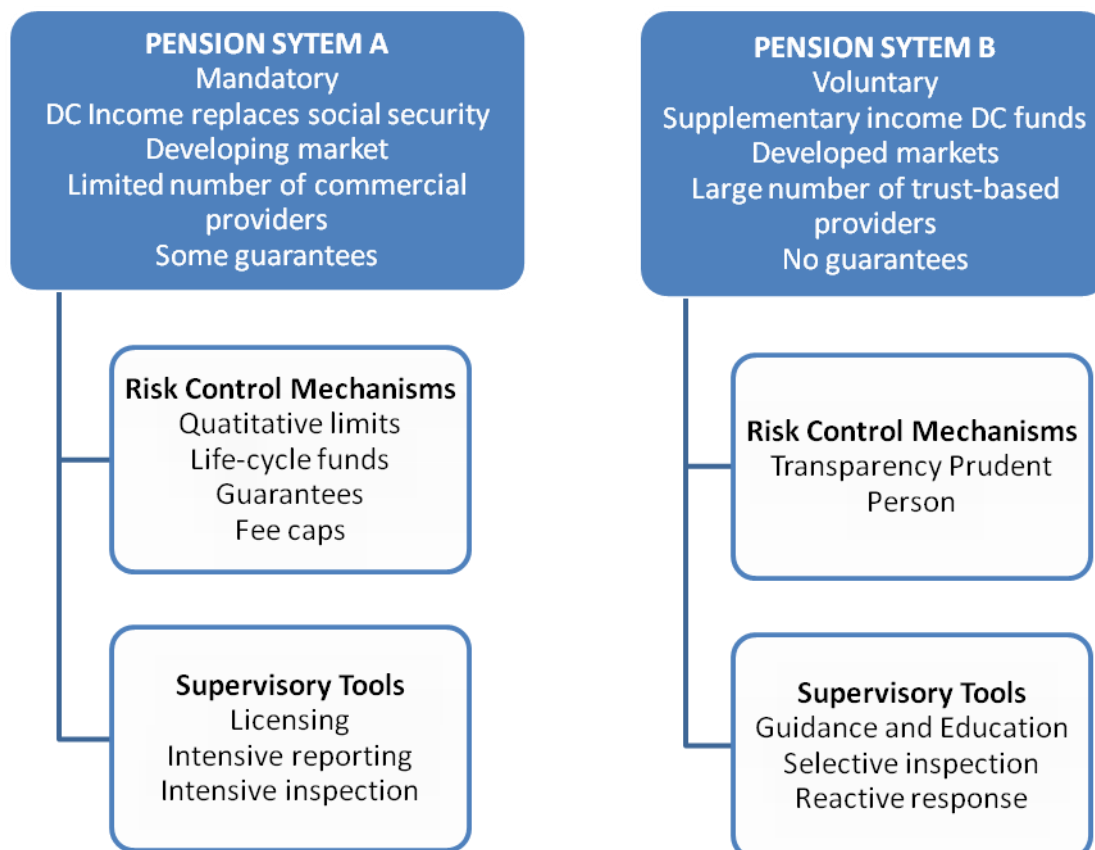 PENSION SYTEM A
Mandatory
DC Income replaces social security
Developing market
Limited number of commercial
providers
Some guarantees
Risk Control Mechanisms
Quatitative limits
Life-cycle funds
Guarantees
Fee caps
Supervisory Tools
Licensing
Intensive reporting
Intensive inspection
PENSION SYTEM B
Voluntary
Supplementary income DC funds
Developed markets
Large number of trust-based
providers
No guarantees
Risk Control Mechanisms
Transparency Prudent
Person
Supervisory Tools
Guidance and Education
Selective inspection
Reactive response